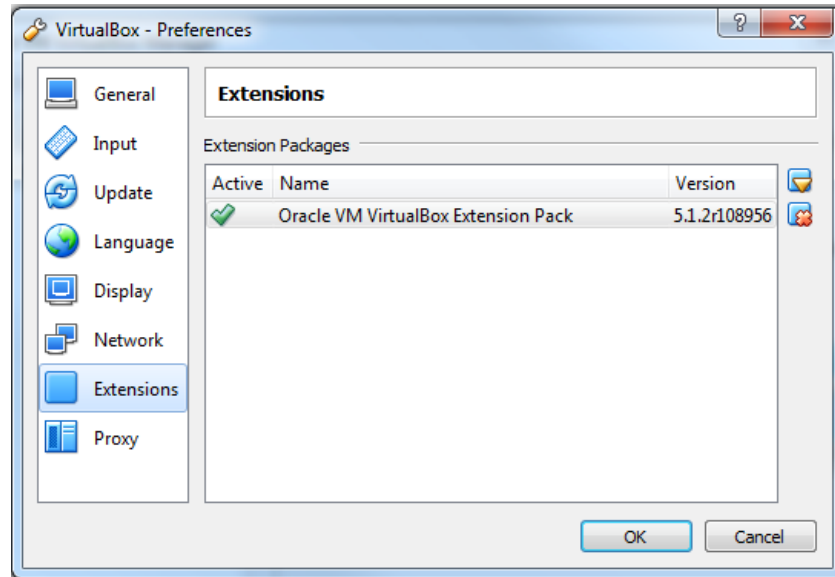 VirtualBox - Preferences
General
Input
Update
Language
Display
Network
Extensions
Proxy
Extensions
Extension Packages
Active Name Version
Oracle VM VirtualBox Extension Pack 5.1.2r108956
OK Cancel